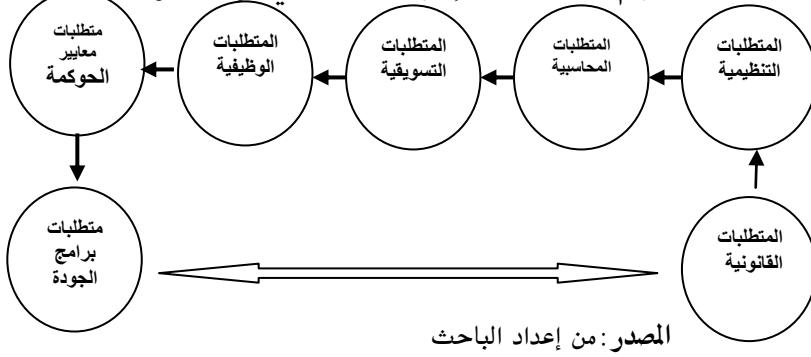 المتطلبات
التنظيمية
المتطلبات
المحاسبية
المتطلبات
التسويقية
المتطلبات
الوظيفية
متطلبات
معايير
الحوكمة
المتطلبات
القانونية
متطلبات
برامج
الجودة
المصدر :من إعداد الباحث